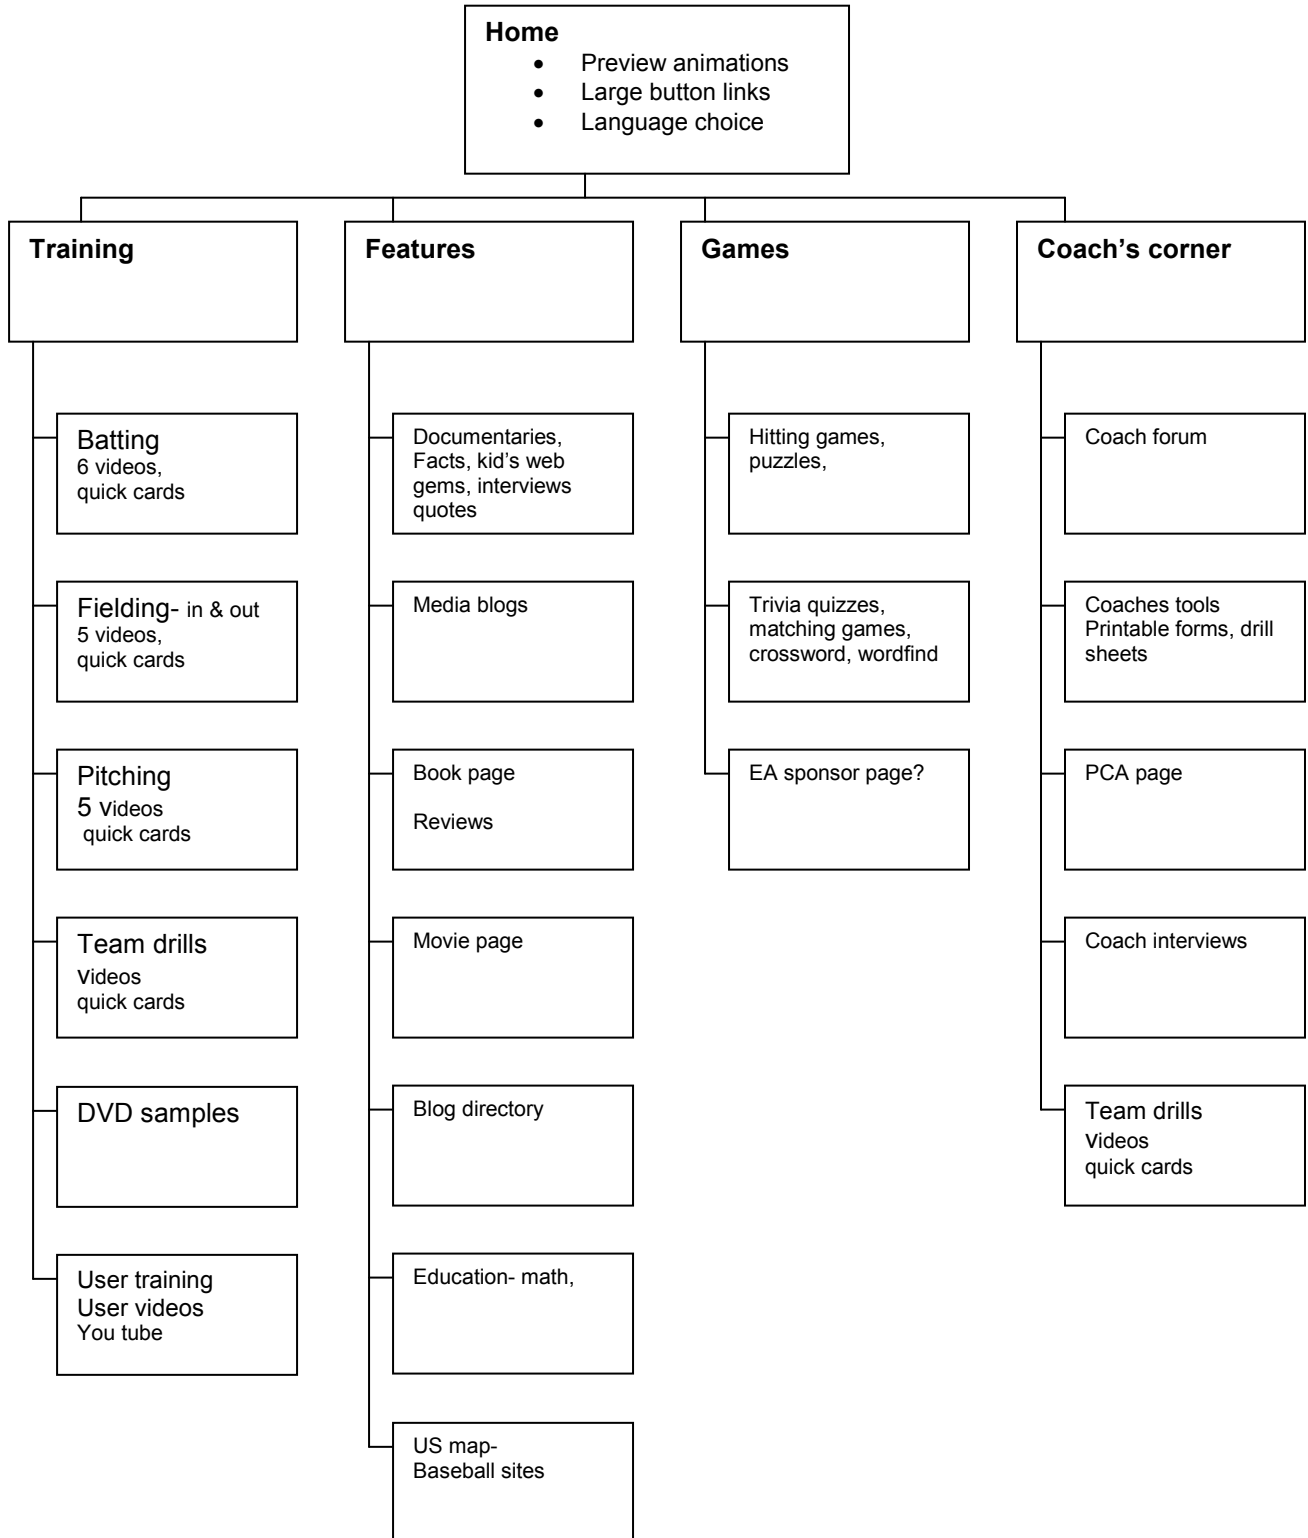 Home
• Preview animations
• Large button links
• Language choice
Training
Features
Games
Coach’s corner
Batting
6 videos,
quick cards
Fielding- in & out
5 videos,
quick cards
Pitching
5 videos
quick cards
Team drills
videos
quick cards
DVD samples
User training
User videos
You tube
Documentaries,
Facts, kid’s web
gems, interviews
quotes
Media blogs
Book page
Reviews
Movie page
Blog directory
Education- math,
US map-
Baseball sites
Hitting games,
puzzles,
Trivia quizzes,
matching games,
crossword, wordfind
EA sponsor page?
Coach forum
Coaches tools
Printable forms, drill
sheets
PCA page
Coach interviews
Team drills
videos
quick cards